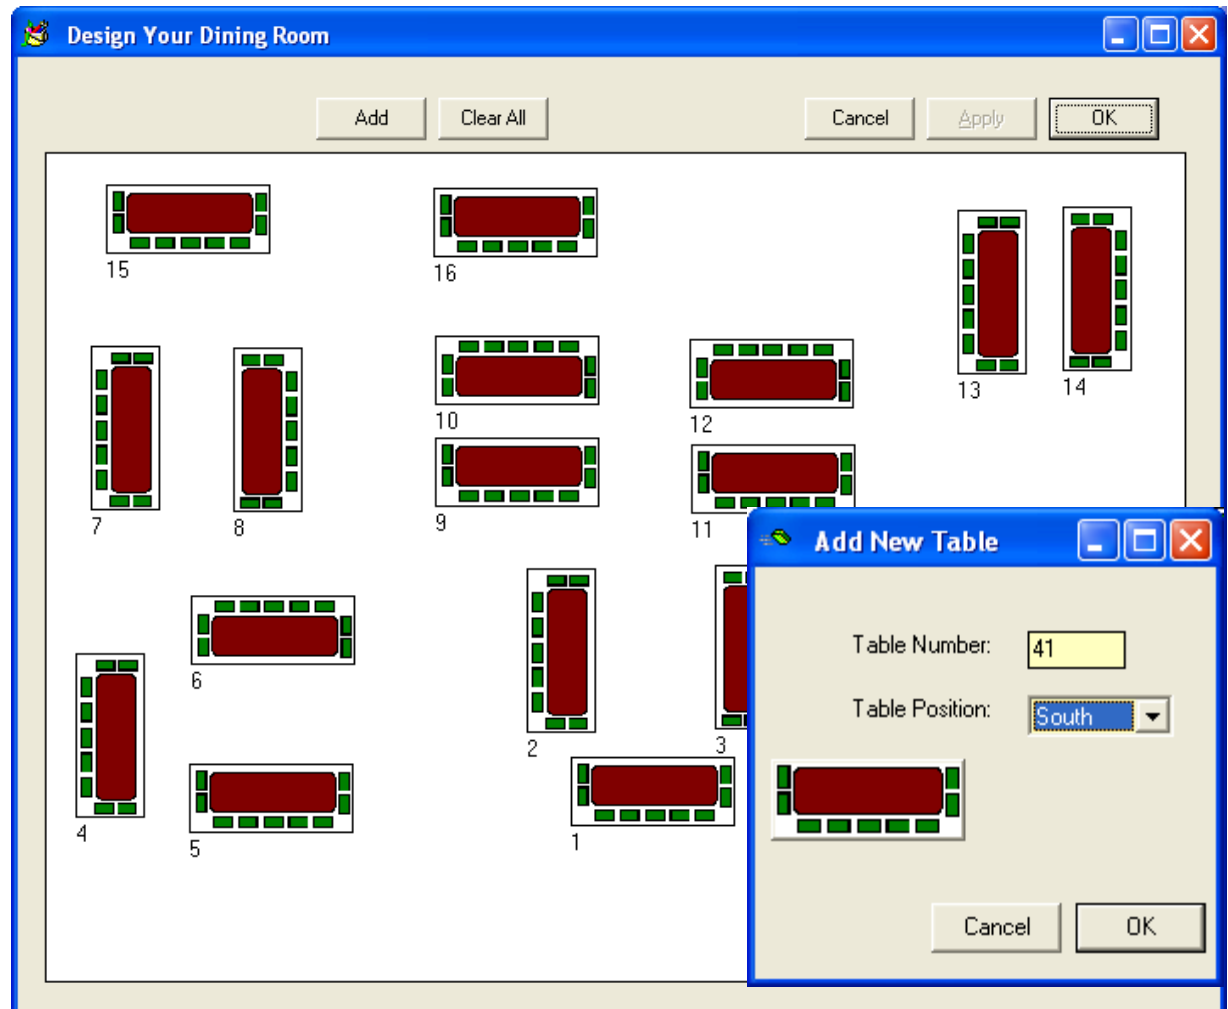 Design Your Dining Room
Add Clear All Cancel Apply OK
15 16
13 14
10 12
7 8 9 11
Add New Table
Table Number: 41
6
Table Position: South
2 3
4 5 1
Cancel OK